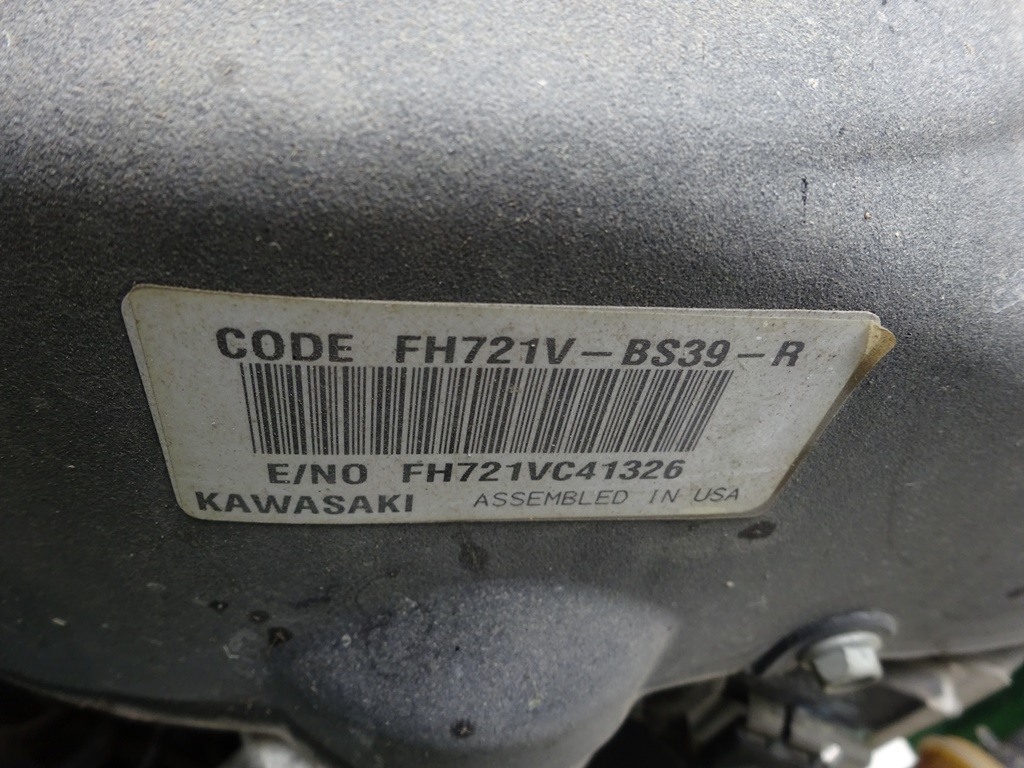 CODE FH721V-BS39-R
E/NO FH721VC41326
KAWASAKI ASSEMBLED IN USA